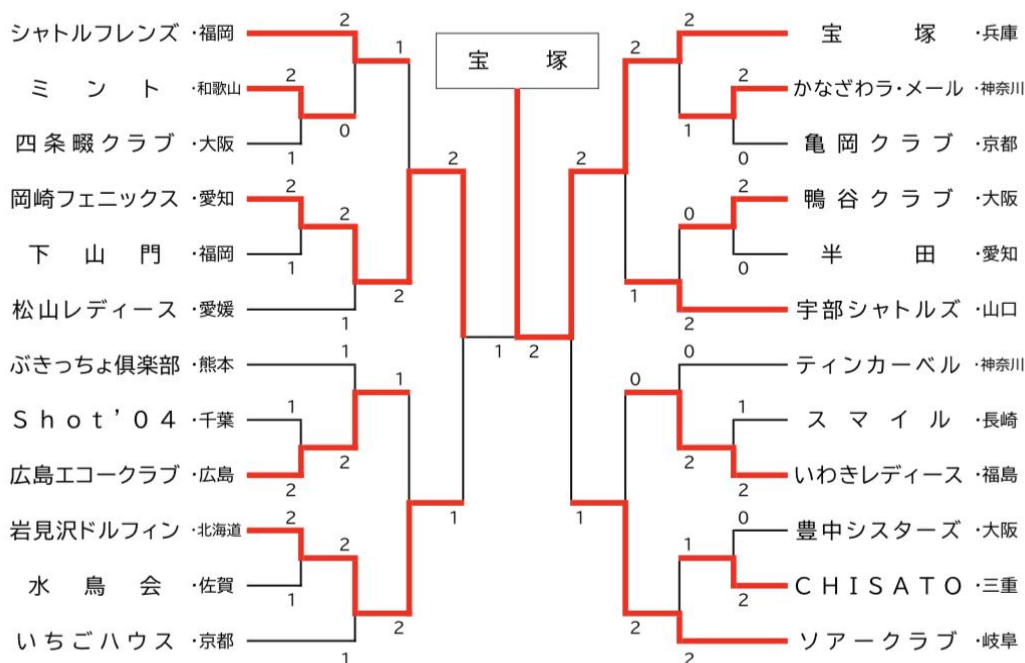 宝塚
シャトルフレンズ ・福岡
2
1
ミント ・和歌山
2
0
四条畷クラブ ・大阪
1
2
岡崎フェニックス ・愛知
2
2
下山門 ・福岡
1
2
松山レディース ・愛媛
1
ぶきっちょ倶楽部 ・熊本
1
1
Shot’04 ・千葉
1
2
広島エコークラブ ・広島
2
1
岩見沢ドルフィン ・北海道
2
2
水鳥会 ・佐賀
1
2
いちごハウス ・京都
1
1
2
2
2
宝塚 ・兵庫
2
1
かなざわラ・メール ・神奈川
2
亀岡クラブ ・京都
0
2
鴨谷クラブ ・大阪
2
0
半田 ・愛知
0
1
宇部シャトルズ ・山口
2
ティンカーベル ・神奈川
0
0
スマイル ・長崎
1
2
いわきレディース ・福島
2
1
豊中シスターズ ・大阪
0
1
CHISATO ・三重
2
2
ソアークラブ ・岐阜
2